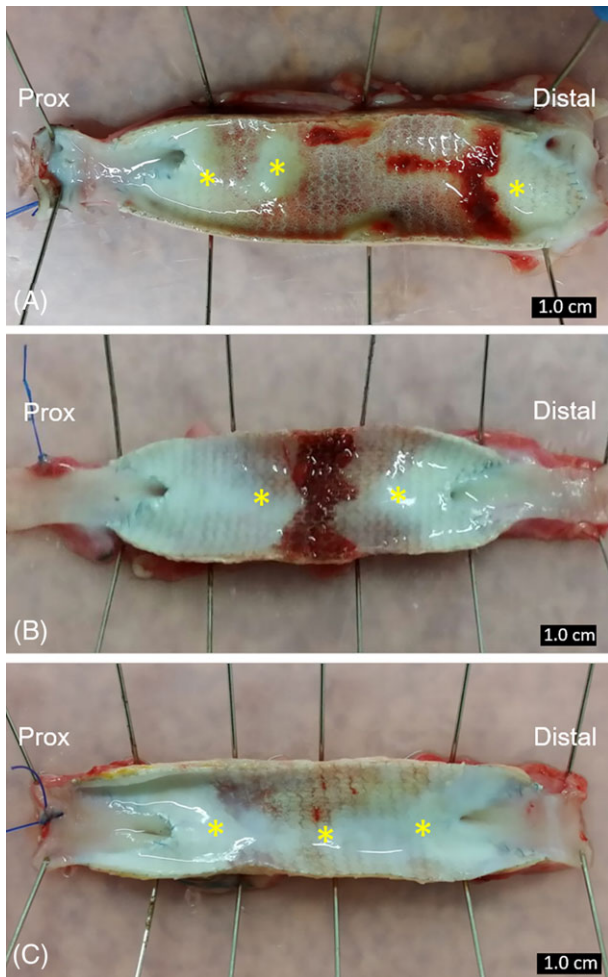 Prox
Distal
*
*
*
(A)
1.0 cm
Prox
Distal
*
*
(B)
1.0 cm
Prox
Distal
*
*
*
(C)
1.0 cm